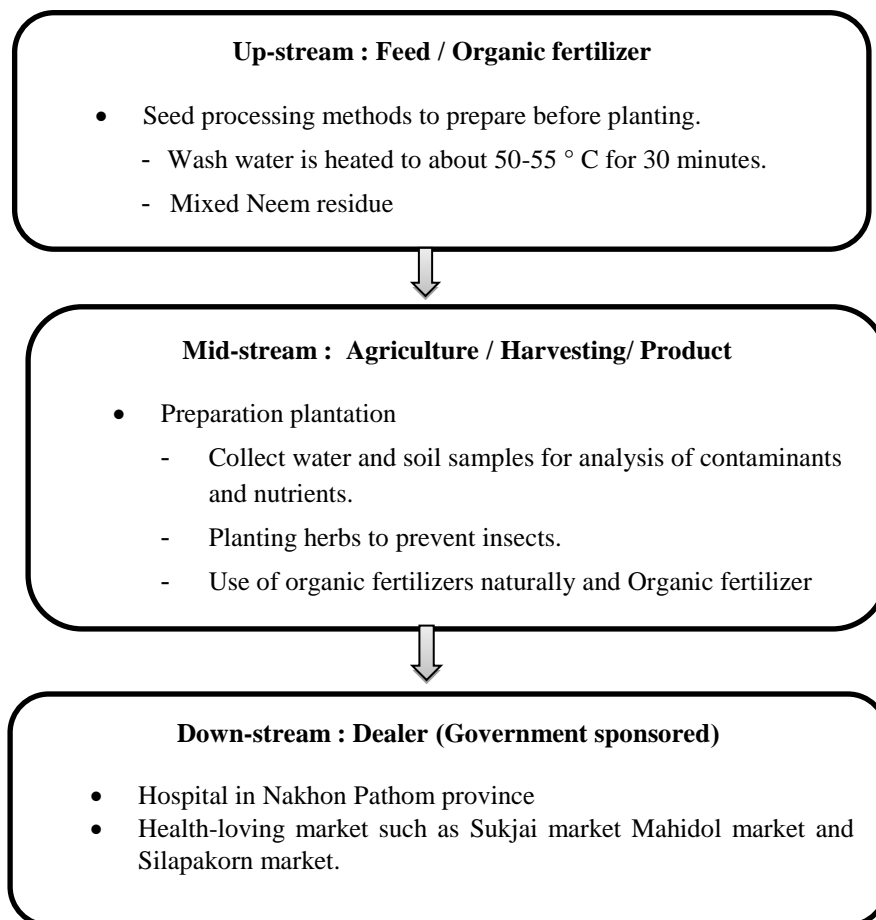 Up-stream : Feed / Organic fertilizer
• Seed processing methods to prepare before planting.
- Wash water is heated to about 50-55 ° C for 30 minutes.
- Mixed Neem residue
Mid-stream : Agriculture / Harvesting/ Product
• Preparation plantation
- Collect water and soil samples for analysis of contaminants
and nutrients.
- Planting herbs to prevent insects.
- Use of organic fertilizers naturally and Organic fertilizer
Down-stream : Dealer (Government sponsored)
• Hospital in Nakhon Pathom province
• Health-loving market such as Sukjai market Mahidol market and
Silapakorn market.